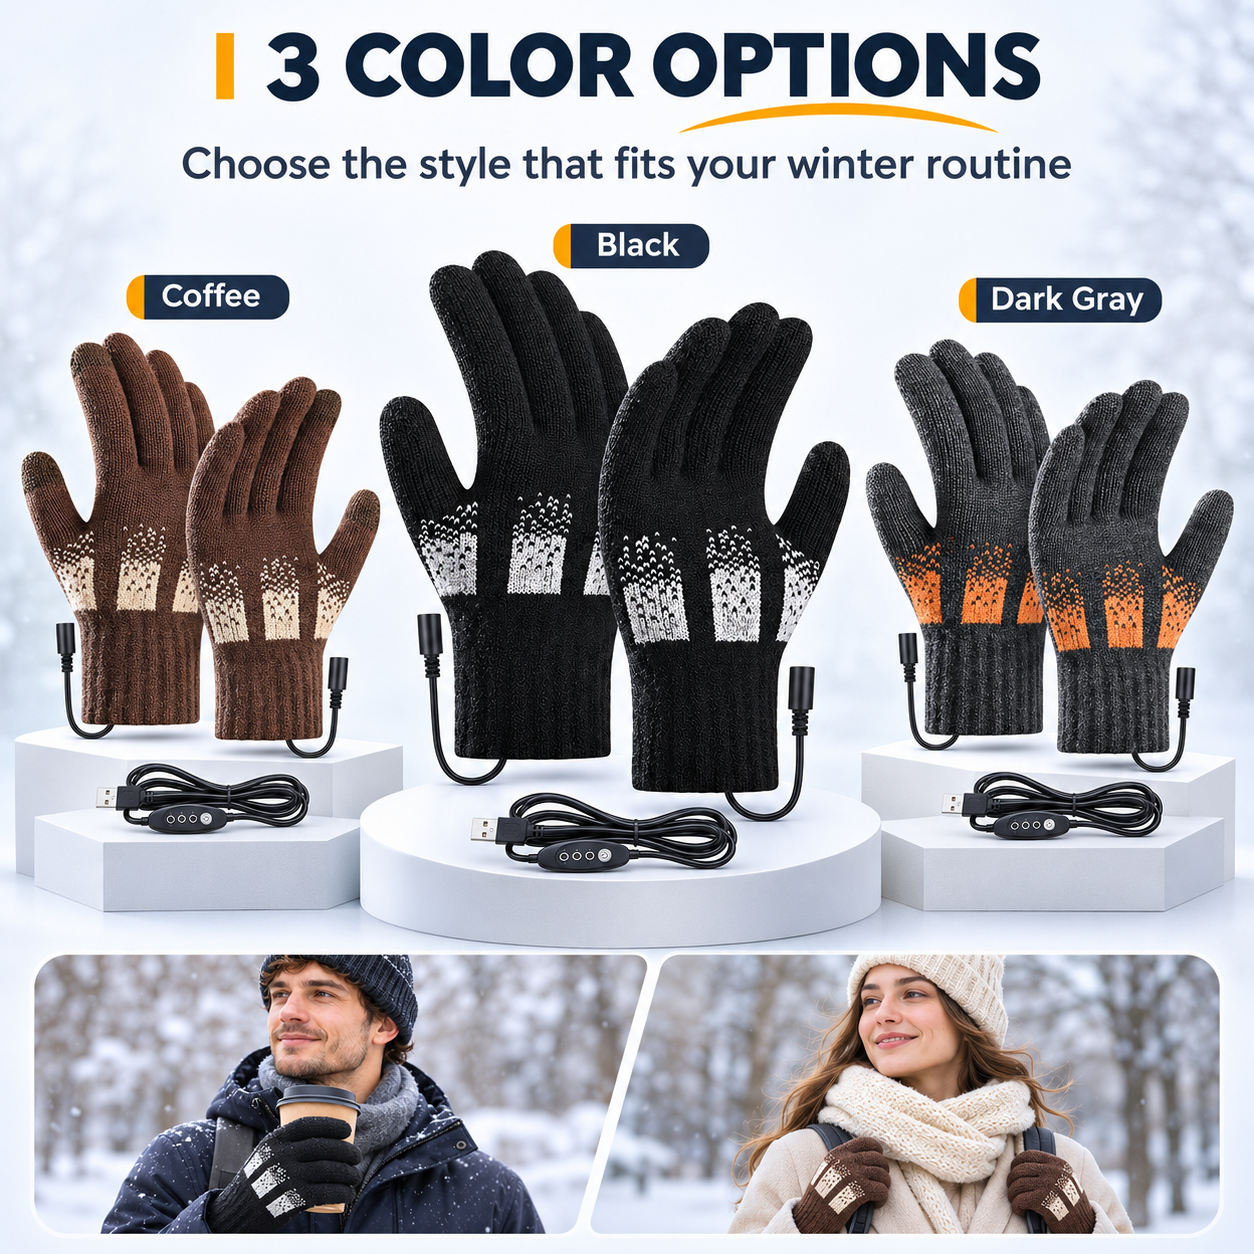 3 COLOR OPTIONS
Choose the style that fits your winter routine
Black
Coffee
Dark Gray